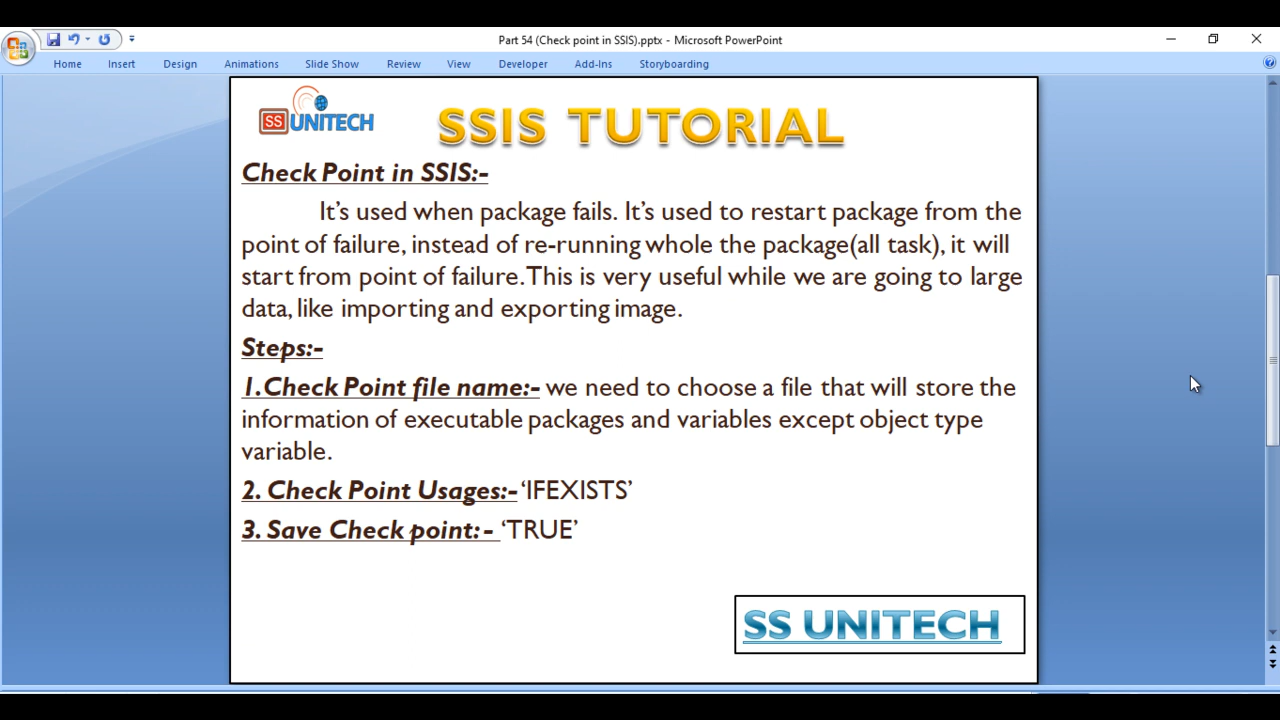 Part 54 (Check point in SSIS).pptx - Microsoft PowerPoint
Home Insert Design Animations Slide Show Review View Developer Add-Ins Storyboarding
SS UNITECH
SSIS TUTORIAL
Check Point in SSIS:-
It's used when package fails. It's used to restart package from the
point of failure, instead of re-running whole the package(all task), it will
start from point of failure. This is very useful while we are going to large
data, like importing and exporting image.
Steps:-
1.Check Point file name:- we need to choose a file that will store the
information of executable packages and variables except object type
variable.
2. Check Point Usages:- ‘IFEXISTS’
3. Save Check point: - ‘TRUE’
SS UNITECH